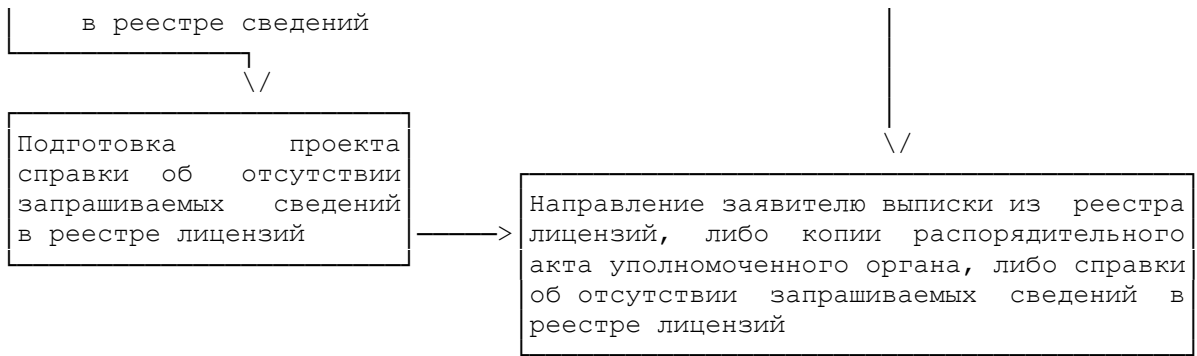 в реестре сведений
Подготовка проекта
справки об отсутствии
запрашиваемых сведений
в реестре лицензий
Направление заявителю выписки из реестра
лицензий, либо копии распорядительного
акта уполномоченного органа, либо справки
об отсутствии запрашиваемых сведений в
реестре лицензий